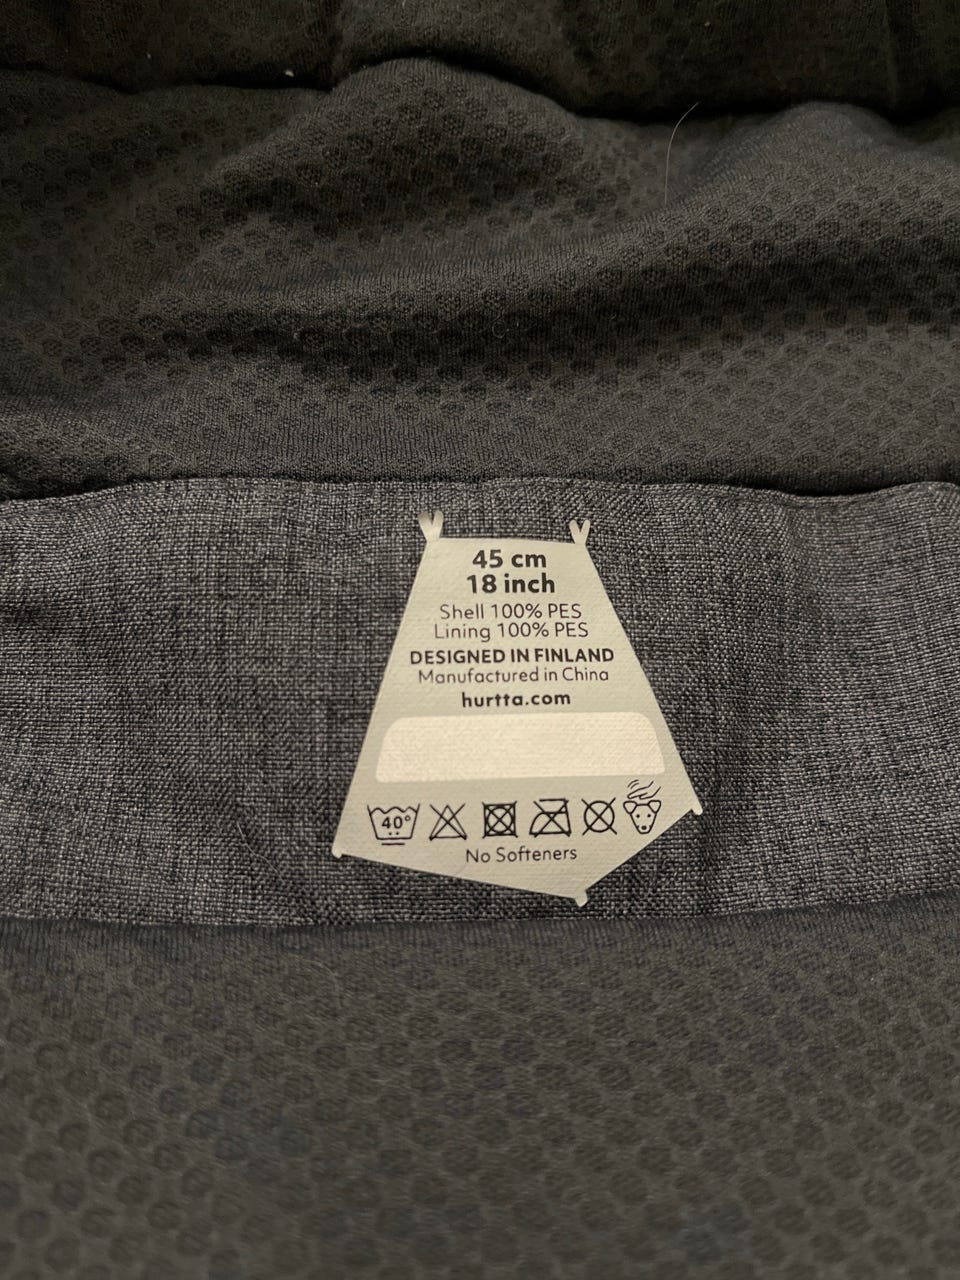 45 cm
18 inch
Shell 100% PES
Lining 100% PES
DESIGNED IN FINLAND
Manufactured in China
hurtta.com
40°
No Softeners